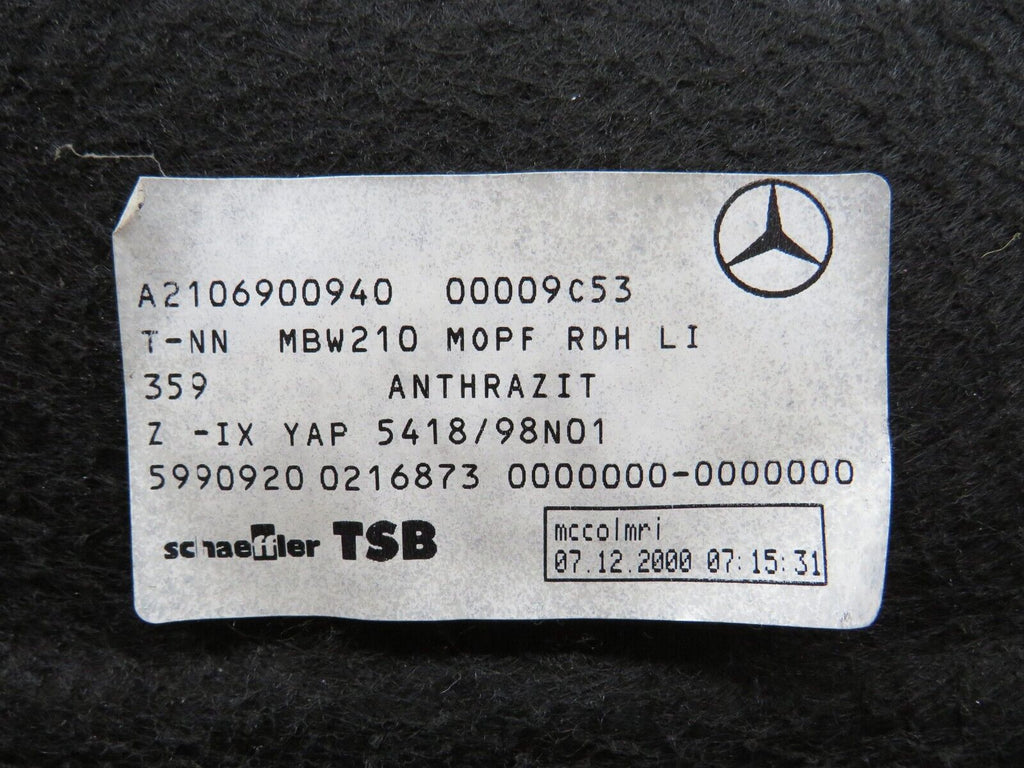 A2106900940 00009C53
T-NN MBW210 MOPF RDH LI
359 ANTHRAZIT
Z -IX YAP 5418/98N01
5990920 0216873 0000000-0000000
schaeffler TSB
mccolmri
07.12.2000 07:15:31